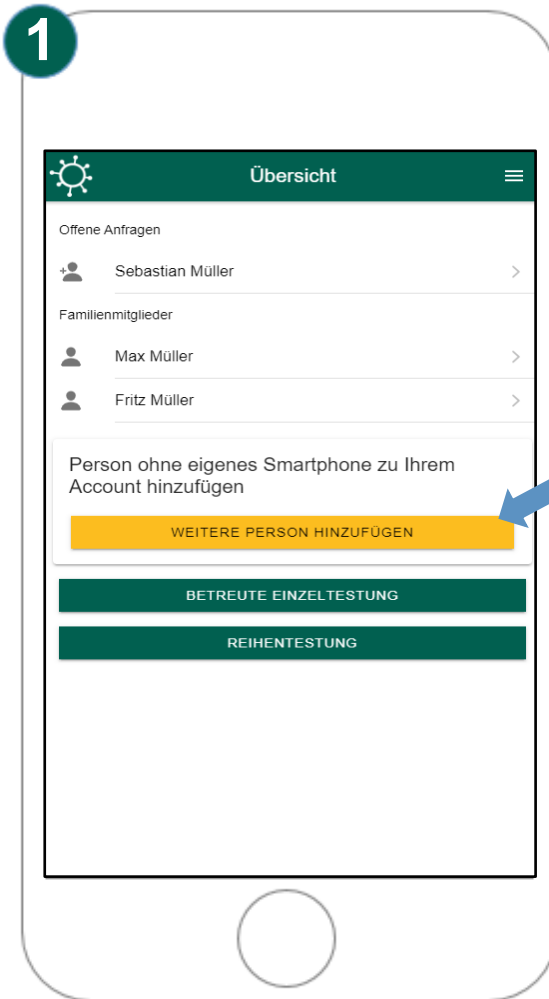 1
Übersicht
Offene Anfragen
Sebastian Müller
Familienmitglieder
Max Müller
Fritz Müller
Person ohne eigenes Smartphone zu Ihrem
Account hinzufügen
WEITERE PERSON HINZUFÜGEN
BETREUTE EINZELTESTUNG
REIHENTESTUNG